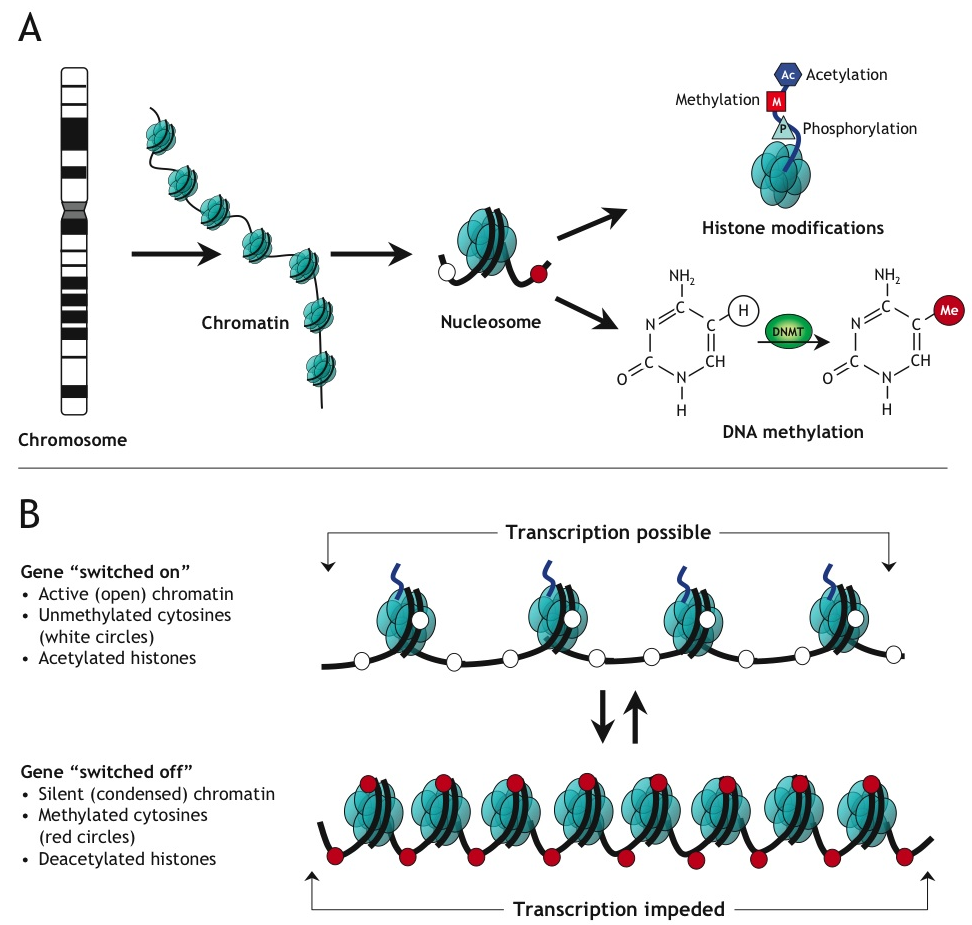 A
Ac
Acetylation
Methylation
M
P
Phosphorylation
Histone modifications
Chromatin
Nucleosome
Chromosome
NH2
N
C
C
H
C
CH
O
N
H
DNMT
NH2
N
C
C
Me
C
CH
O
N
H
DNA methylation
B
Transcription possible
Gene “switched on”
• Active (open) chromatin
• Unmethylated cytosines
(white circles)
• Acetylated histones
Gene “switched off”
• Silent (condensed) chromatin
• Methylated cytosines
(red circles)
• Deacetylated histones
Transcription impeded